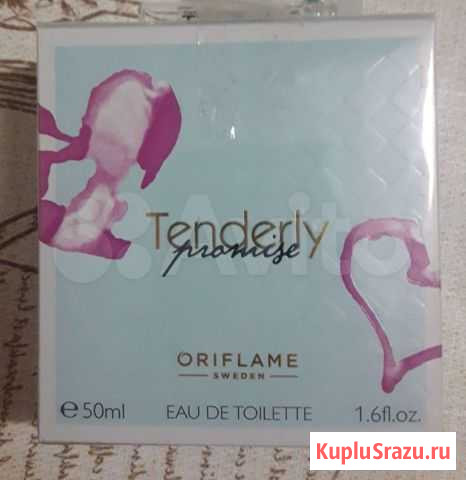 Tenderly
promise
Avito
ORIFLAME
SWEDEN
e 50ml EAU DE TOILETTE 1.6fl.oz.
KupluSrazu.ru